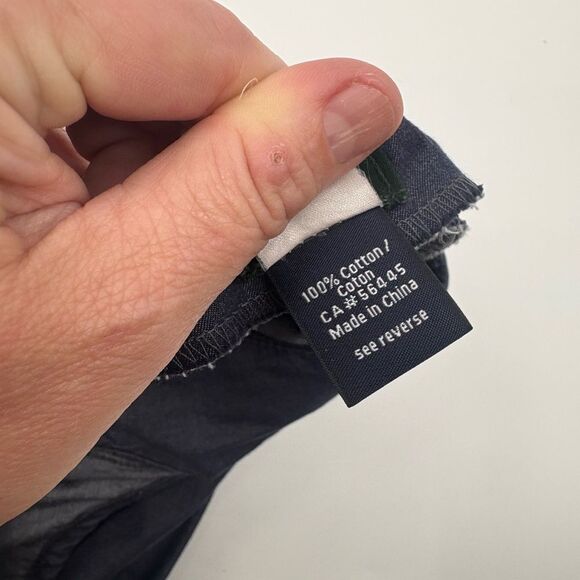 100% Cotton /
Coton
CA#56445
Made in China
see reverse